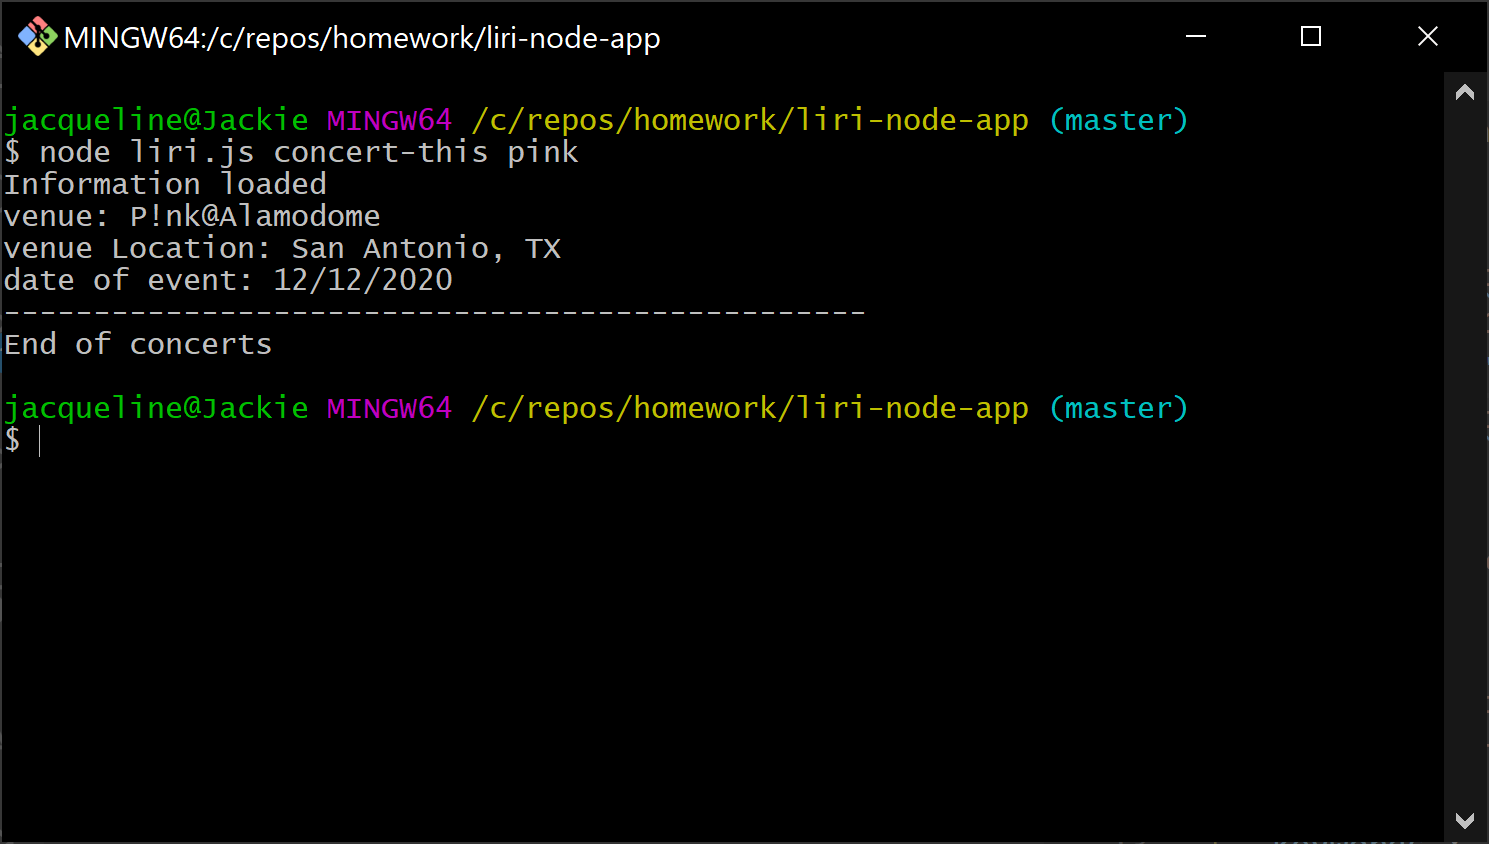 MINGW64:/c/repos/homework/liri-node-app
jacqueline@Jackie MINGW64 /c/repos/homework/liri-node-app (master)
$ node liri.js concert-this pink
Information loaded
venue: P!nk@Alamodome
venue Location: San Antonio, TX
date of event: 12/12/2020
------------------------------------------------
End of concerts
jacqueline@Jackie MINGW64 /c/repos/homework/liri-node-app (master)
$